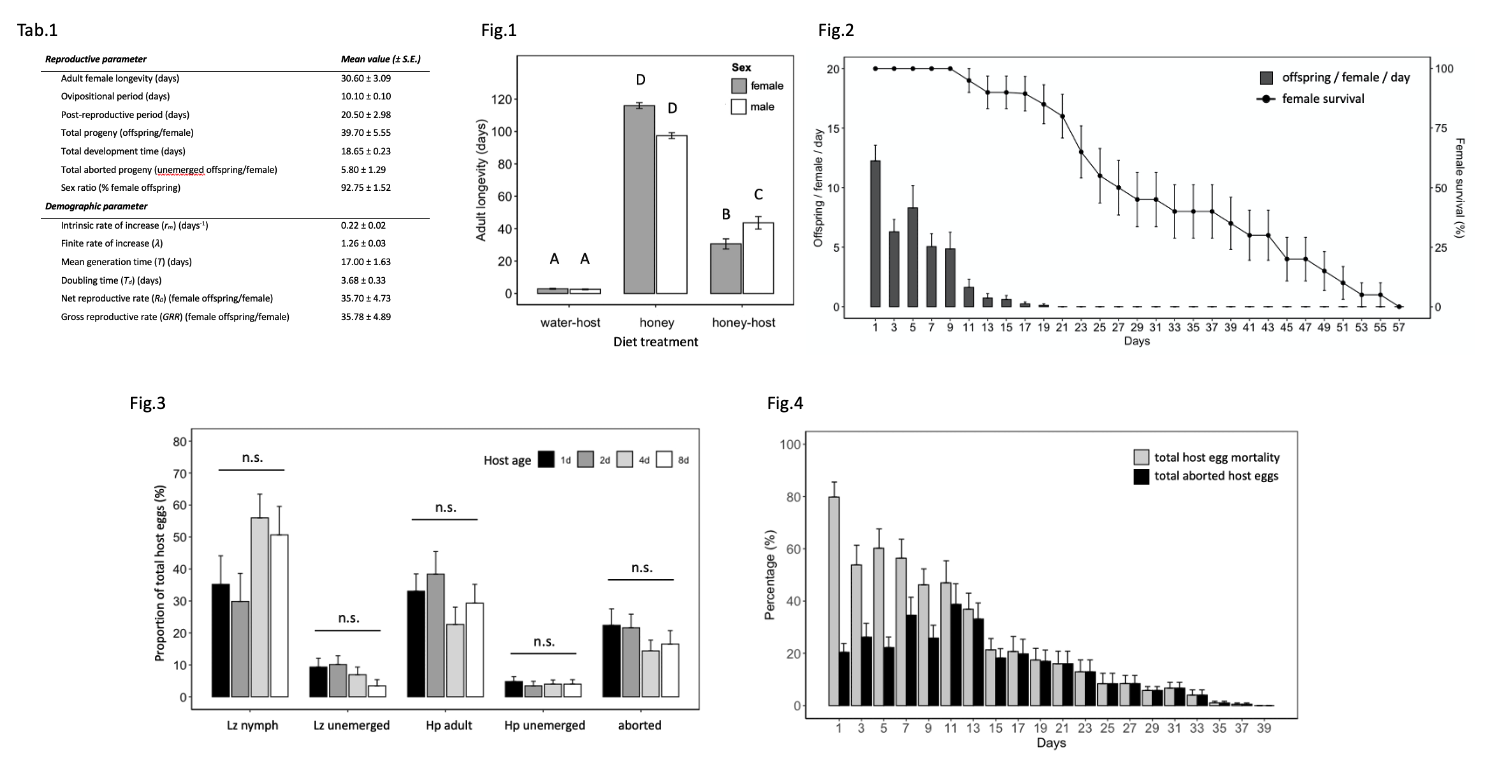 Tab.1
Reproductive parameter Mean value (± S.E.)
Adult female longevity (days) 30.60 ± 3.09
Ovipositional period (days) 10.10 ± 0.10
Post-reproductive period (days) 20.50 ± 2.98
Total progeny (offspring/female) 39.70 ± 5.55
Total development time (days) 18.65 ± 0.23
Total aborted progeny (unemerged offspring/female) 5.80 ± 1.29
Sex ratio (% female offspring) 92.75 ± 1.52
Demographic parameter
Intrinsic rate of increase (rₘ) (days⁻¹) 0.22 ± 0.02
Finite rate of increase (λ) 1.26 ± 0.03
Mean generation time (T) (days) 17.00 ± 1.63
Doubling time (T_d) (days) 3.68 ± 0.33
Net reproductive rate (R₀) (female offspring/female) 35.70 ± 4.73
Gross reproductive rate (GRR) (female offspring/female) 35.78 ± 4.89
Fig.1
Adult longevity (days)
120
100
80
60
40
20
0
Sex
female
male
A A D D B C
water-host honey honey-host
Diet treatment
Fig.2
Offspring / female / day
20
15
10
5
0
offspring / female / day
female survival
100
75
50
25
0
Female survival (%)
1 3 5 7 9 11 13 15 17 19 21 23 25 27 29 31 33 35 37 39 41 43 45 47 49 51 53 55 57
Days
Fig.3
Proportion of total host eggs (%)
80
70
60
50
40
30
20
10
0
Host age 1d 2d 4d 8d
n.s. n.s. n.s. n.s. n.s.
Lz nymph Lz unemerged Hp adult Hp unemerged aborted
Fig.4
Percentage (%)
100
80
60
40
20
0
total host egg mortality
total aborted host eggs
1 3 5 7 9 11 13 15 17 19 21 23 25 27 29 31 33 35 37 39
Days